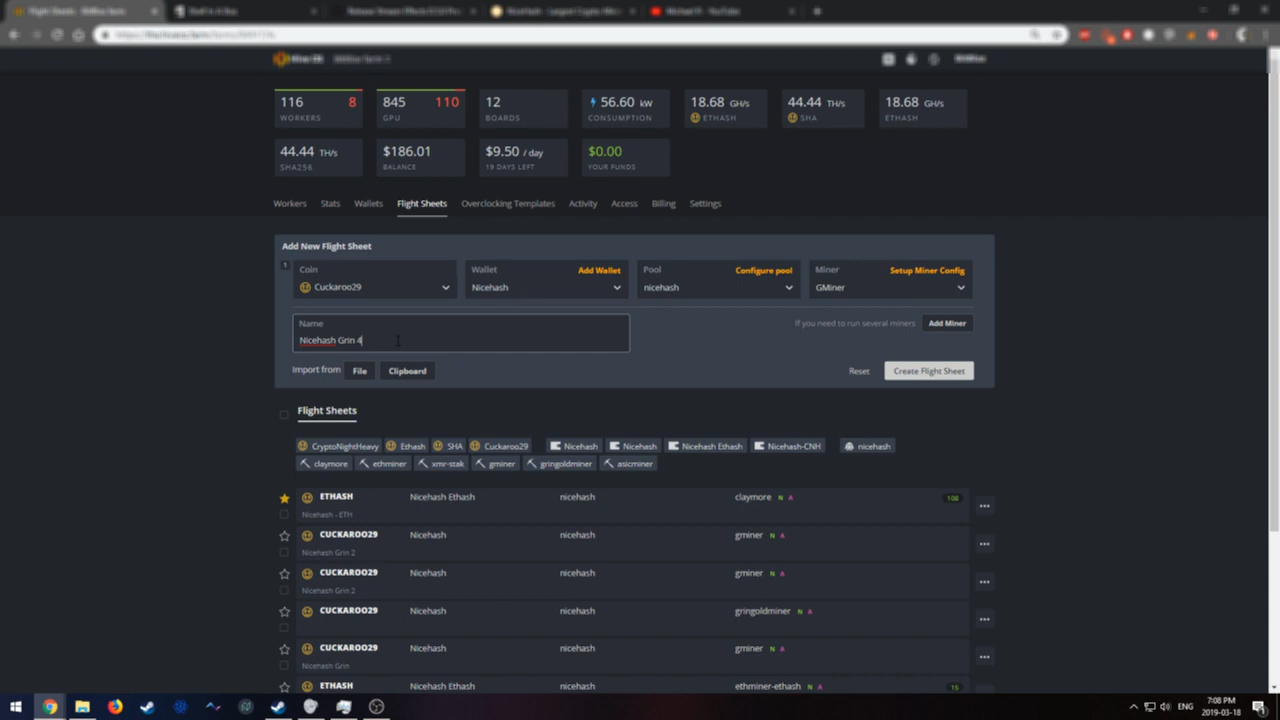 116 8
WORKERS
845 110
GPU
12
BOARDS
56.60 kW
CONSUMPTION
18.68 GH/s
ETHASH
44.44 TH/s
SHA
18.68 GH/s
ETHASH
44.44 TH/s
SHA256
$186.01
BALANCE
$9.50 / day
19 DAYS LEFT
$0.00
YOUR FUNDS
Workers Stats Wallets Flight Sheets Overclocking Templates Activity Access Billing Settings
Add New Flight Sheet
1
Coin
Cuckaroo29
Wallet Add Wallet
Nicehash
Pool Configure pool
nicehash
Miner Setup Miner Config
GMiner
Name
Nicehash Grin 4
If you need to run several miners Add Miner
Import from File Clipboard
Reset Create Flight Sheet
Flight Sheets
CryptoNightHeavy Ethash SHA Cuckaroo29 Nicehash Nicehash Nicehash Ethash Nicehash-CNH nicehash
claymore ethminer xmr-stak gminer gringoldminer asicminer
ETHASH Nicehash Ethash nicehash claymore N A 108
Nicehash - ETH
CUCKAROO29 Nicehash nicehash gminer N A
Nicehash Grin 2
CUCKAROO29 Nicehash nicehash gminer N A
Nicehash Grin 2
CUCKAROO29 Nicehash nicehash gringoldminer N A
CUCKAROO29 Nicehash nicehash gminer N A
Nicehash Grin
ETHASH Nicehash Ethash nicehash ethminer-ethash N A 15
ENG
7:08 PM
2019-03-18